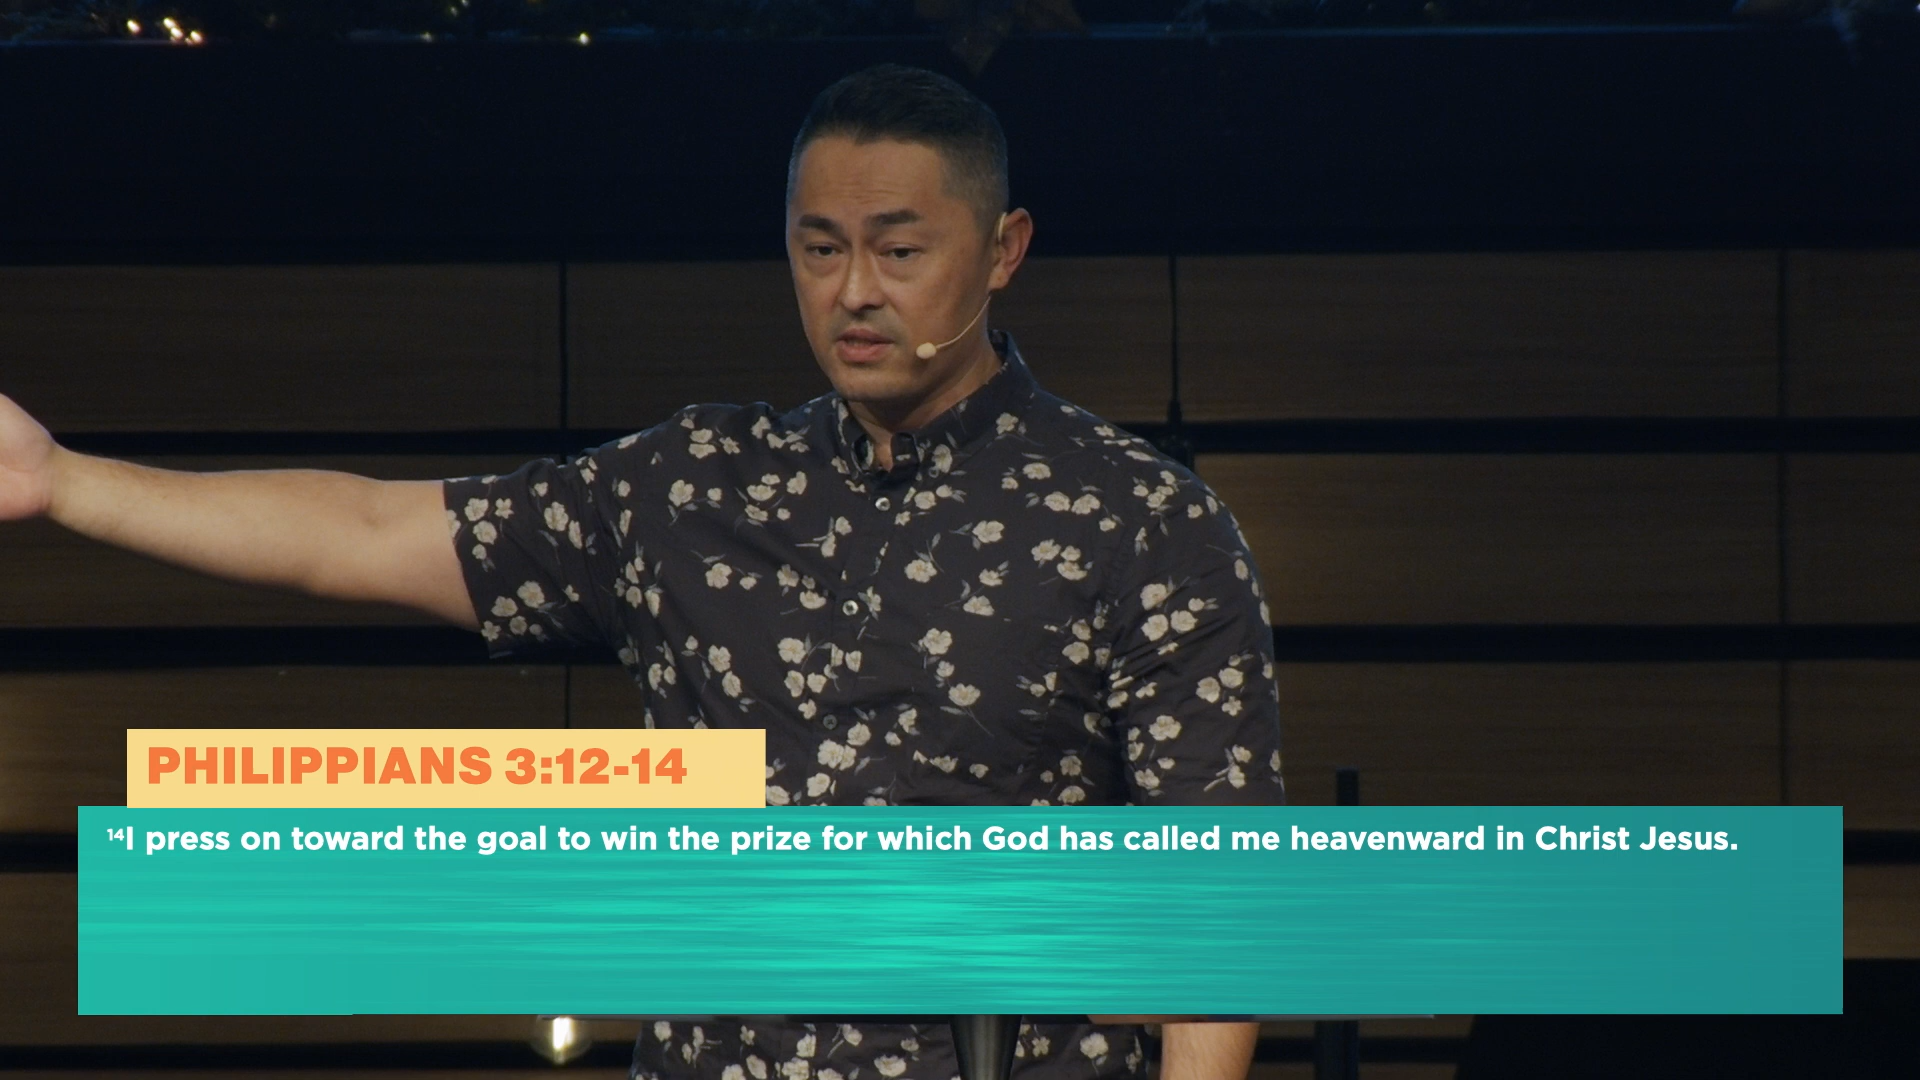 PHILIPPIANS 3:12-14
¹⁴I press on toward the goal to win the prize for which God has called me heavenward in Christ Jesus.